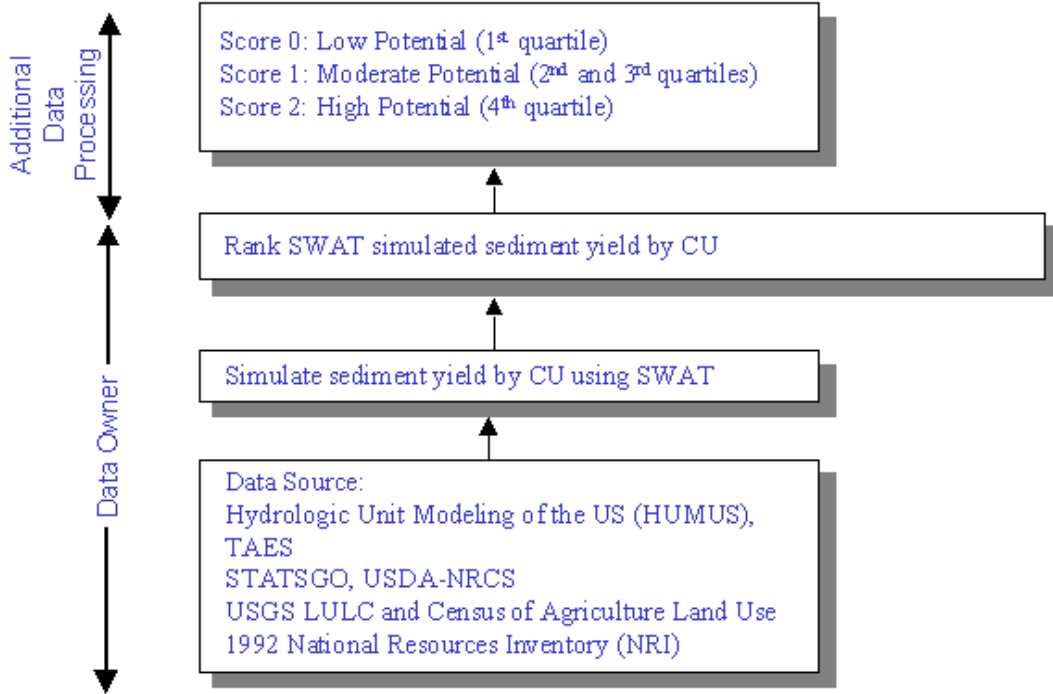 Additional
Data
Processing
Score 0: Low Potential (1st quartile)
Score 1: Moderate Potential (2nd and 3rd quartiles)
Score 2: High Potential (4th quartile)
Data Owner
Rank SWAT simulated sediment yield by CU
Simulate sediment yield by CU using SWAT
Data Source:
Hydrologic Unit Modeling of the US (HUMUS),
TAES
STATSGO, USDA-NRCS
USGS LULC and Census of Agriculture Land Use
1992 National Resources Inventory (NRI)